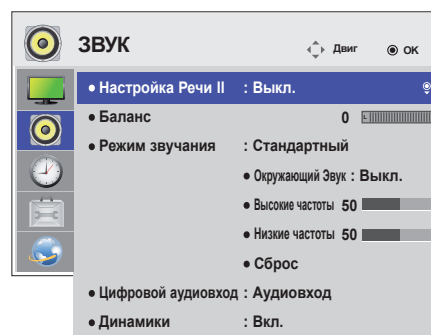 ЗВУК Двиг ОК
• Настройка Речи II : Выкл.
• Баланс 0 L
• Режим звучания : Стандартный
• Окружающий Звук : Выкл.
• Высокие частоты 50
• Низкие частоты 50
• Сброс
• Цифровой аудиовход : Аудиовход
• Динамики : Вкл.